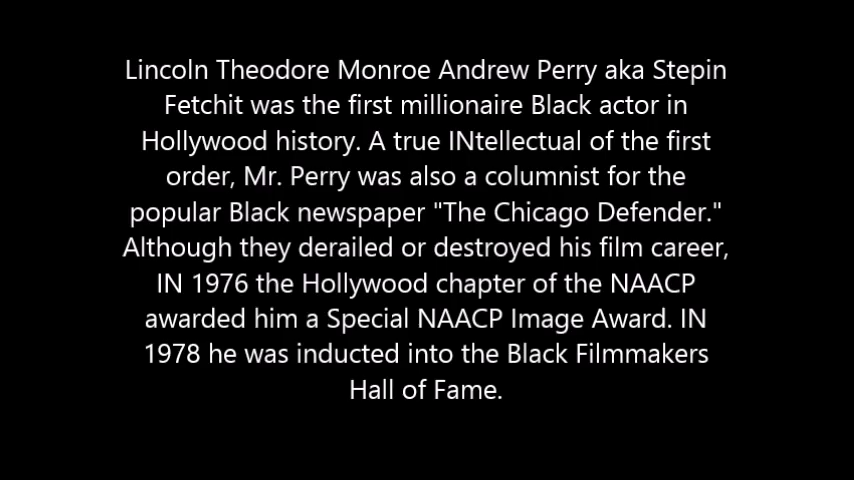 Lincoln Theodore Monroe Andrew Perry aka Stepin
Fetchit was the first millionaire Black actor in
Hollywood history. A true INtellectual of the first
order, Mr. Perry was also a columnist for the
popular Black newspaper "The Chicago Defender."
Although they derailed or destroyed his film career,
IN 1976 the Hollywood chapter of the NAACP
awarded him a Special NAACP Image Award. IN
1978 he was inducted into the Black Filmmakers
Hall of Fame.